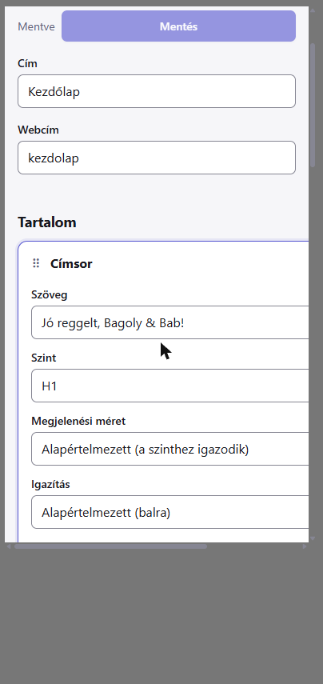 Mentve Mentés
Cím
Kezdőlap
Webcím
kezdolap
Tartalom
Címsor
Szöveg
Jó reggelt, Bagoly & Bab!
Szint
H1
Megjelenési méret
Alapértelmezett (a szinthez igazodik)
Igazítás
Alapértelmezett (balra)